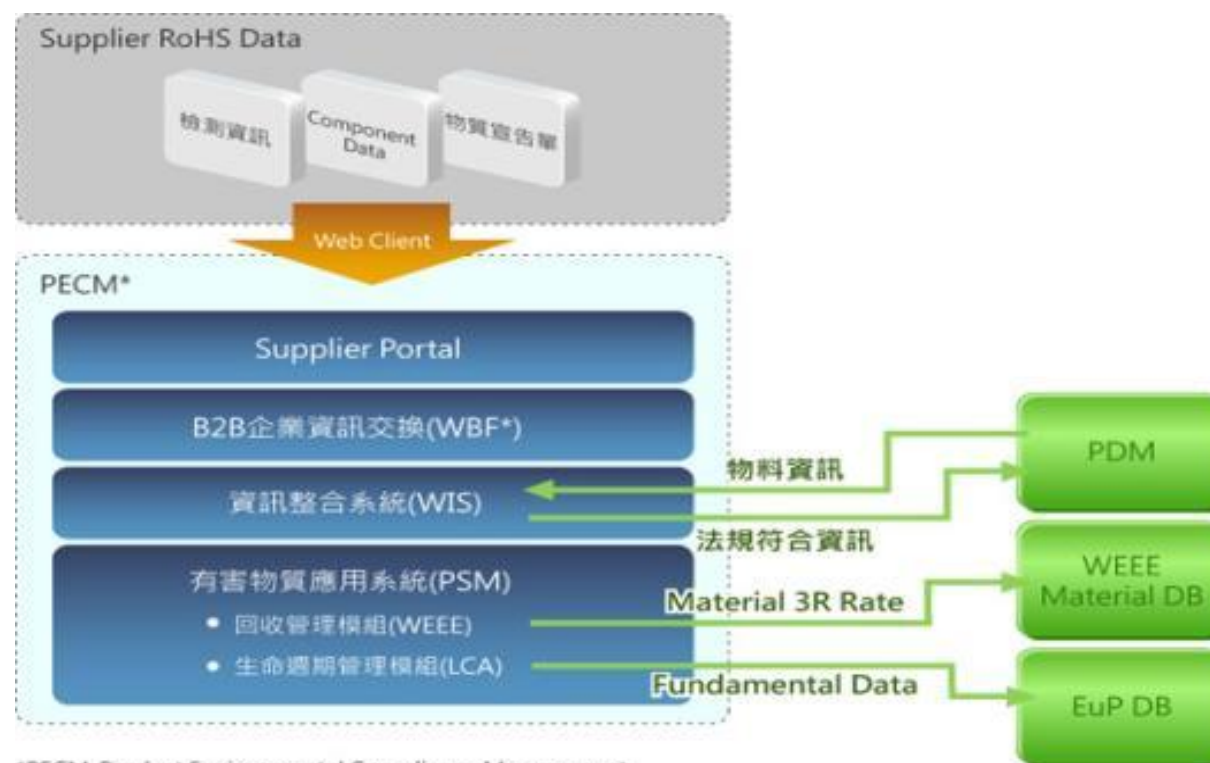 Supplier RoHS Data
檢測資訊
Component
Data
物質宣告單
Web Client
PECM*
Supplier Portal
B2B企業資訊交換(WBF*)
資訊整合系統(WIS)
有害物質應用系統(PSM)
• 回收管理模組(WEEE)
• 生命週期管理模組(LCA)
物料資訊
法規符合資訊
Material 3R Rate
Fundamental Data
PDM
WEEE
Material DB
EuP DB